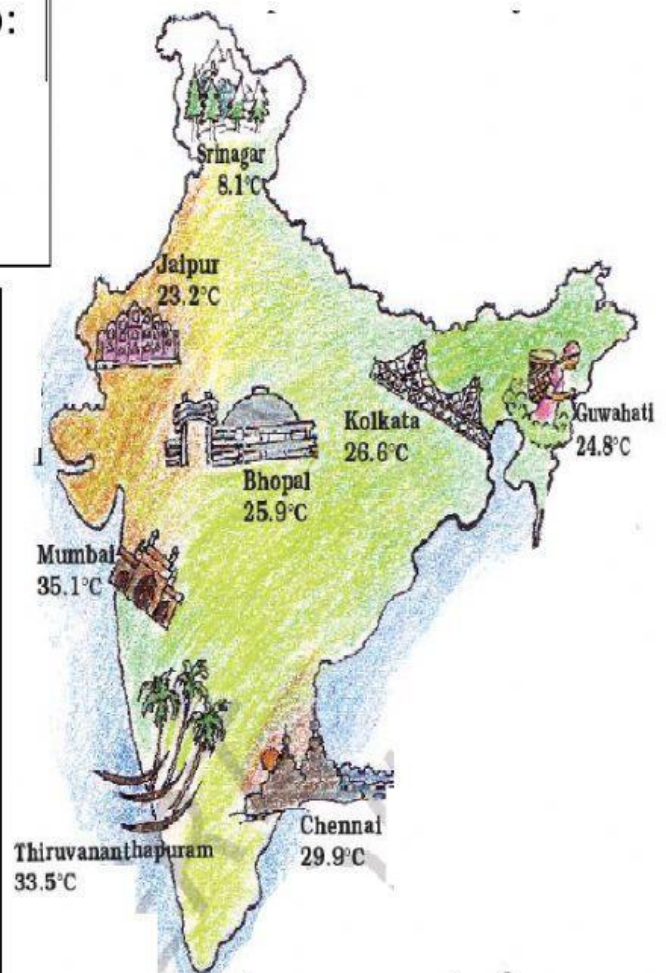 ):
Srinagar
8.1°C
Jaipur
23.2°C
Kolkata
26.6°C
Guwahati
24.8°C
Bhopal
25.9°C
Mumbai
35.1°C
Chennai
29.9°C
Thiruvananthapuram
33.5°C